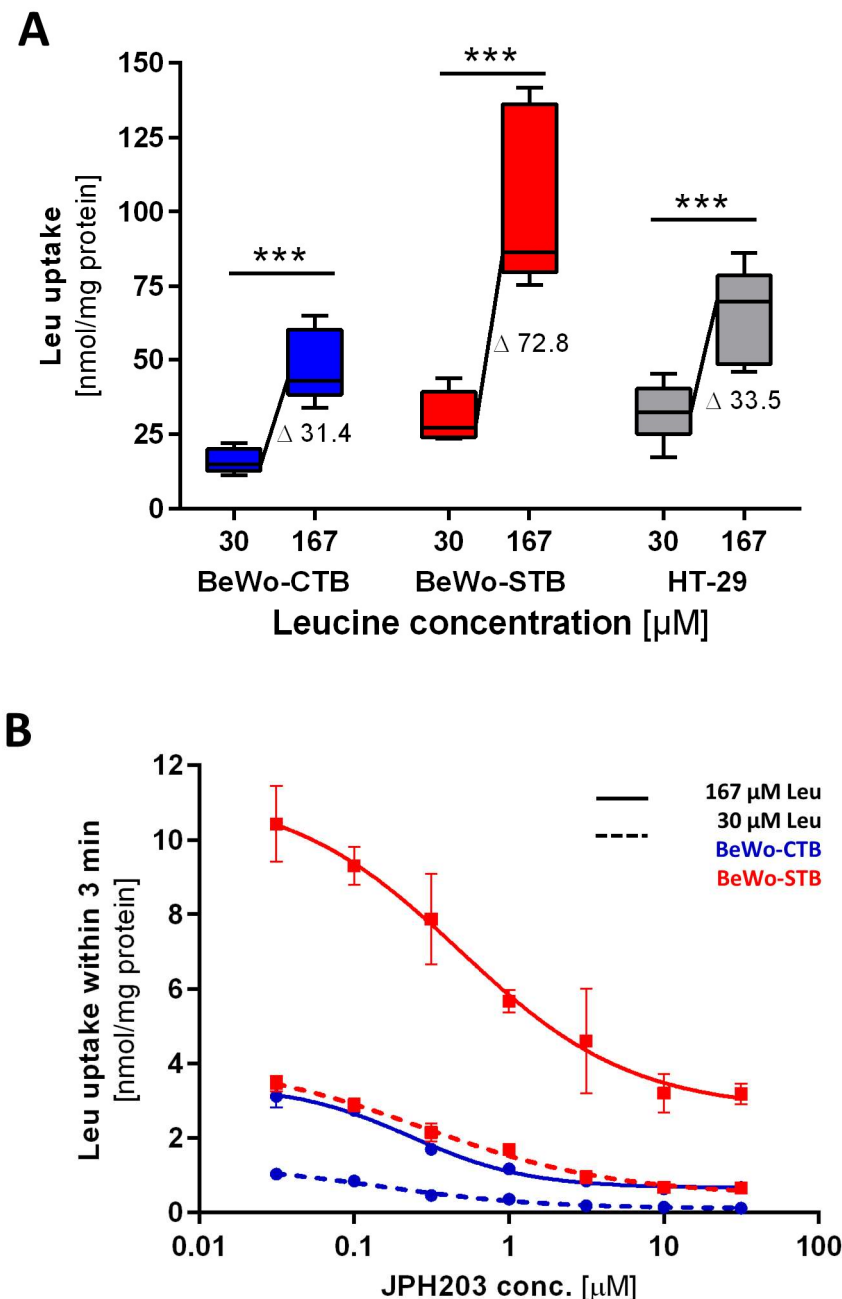 A
150
125
100
75
50
25
0
Leu uptake
[nmol/mg protein]
***
***
***
Δ 31.4
Δ 72.8
Δ 33.5
30 167 30 167 30 167
BeWo-CTB BeWo-STB HT-29
Leucine concentration [µM]
B
12
10
8
6
4
2
0
Leu uptake within 3 min
[nmol/mg protein]
167 µM Leu
30 µM Leu
BeWo-CTB
BeWo-STB
0.01 0.1 1 10 100
JPH203 conc. [µM]